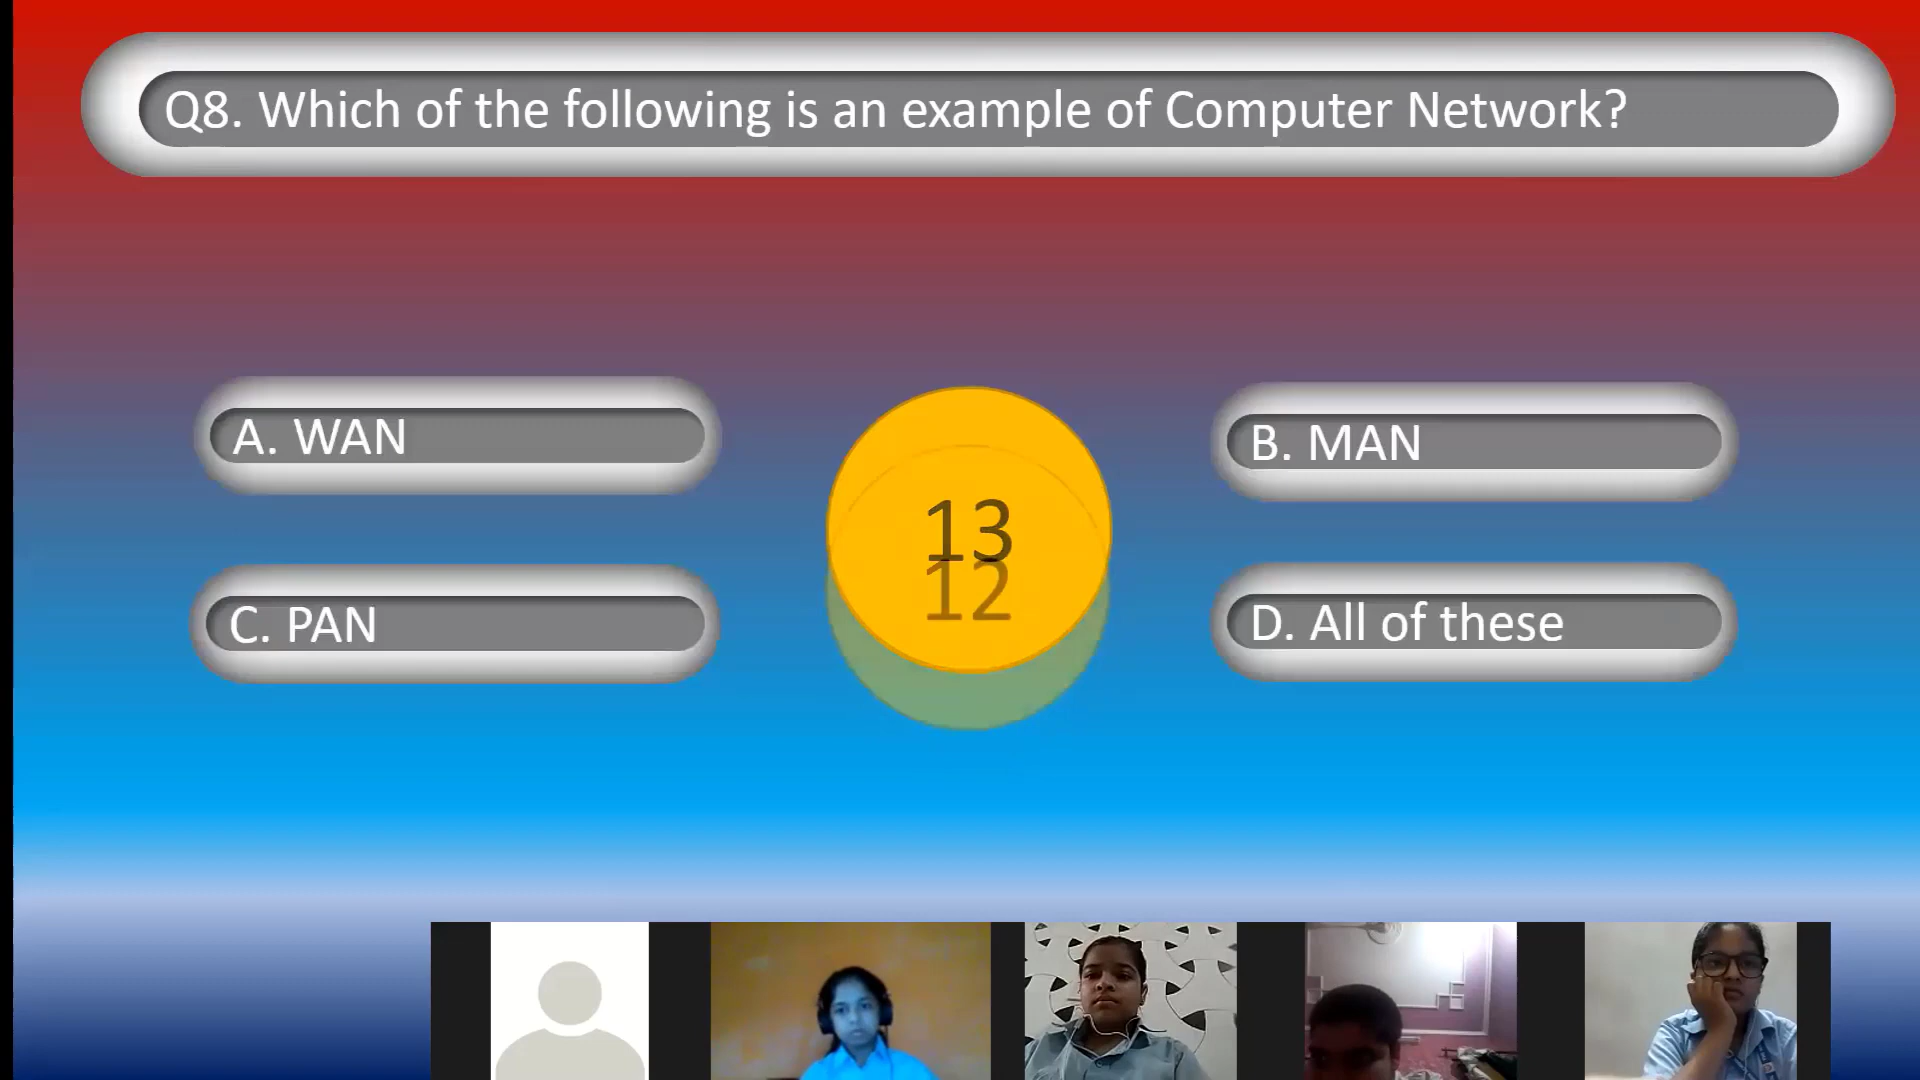 Q8. Which of the following is an example of Computer Network?
A. WAN
B. MAN
13
12
C. PAN
D. All of these